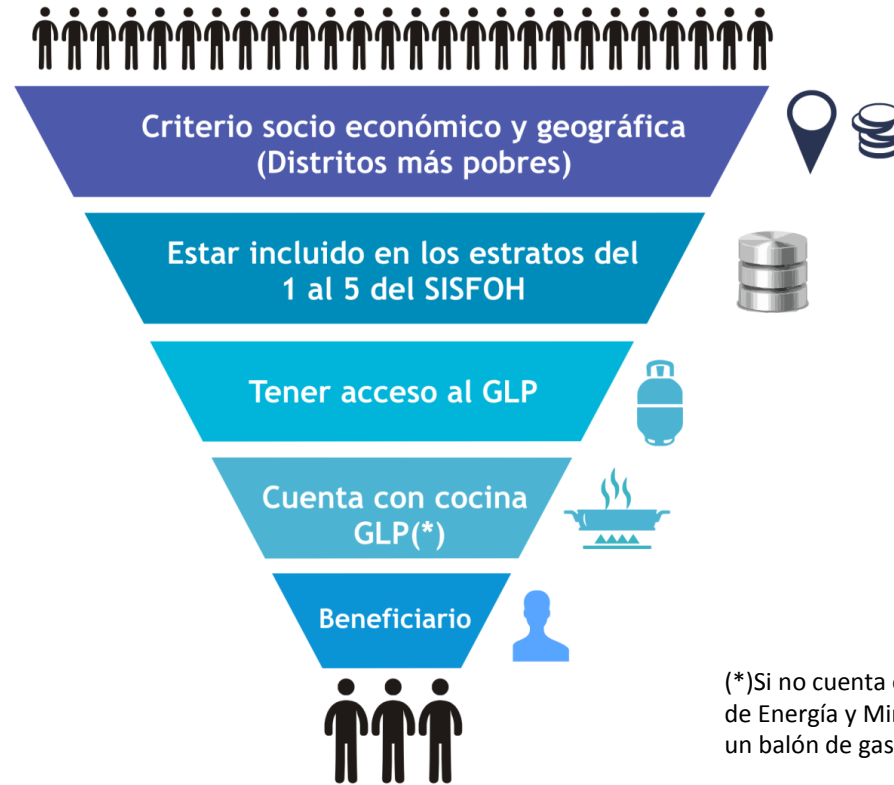 Criterio socio económico y geográfica
(Distritos más pobres)
Estar incluido en los estratos del
1 al 5 del SISFOH
Tener acceso al GLP
Cuenta con cocina
GLP(*)
Beneficiario
(*)Si no cuenta
de Energía y
un balón de gas